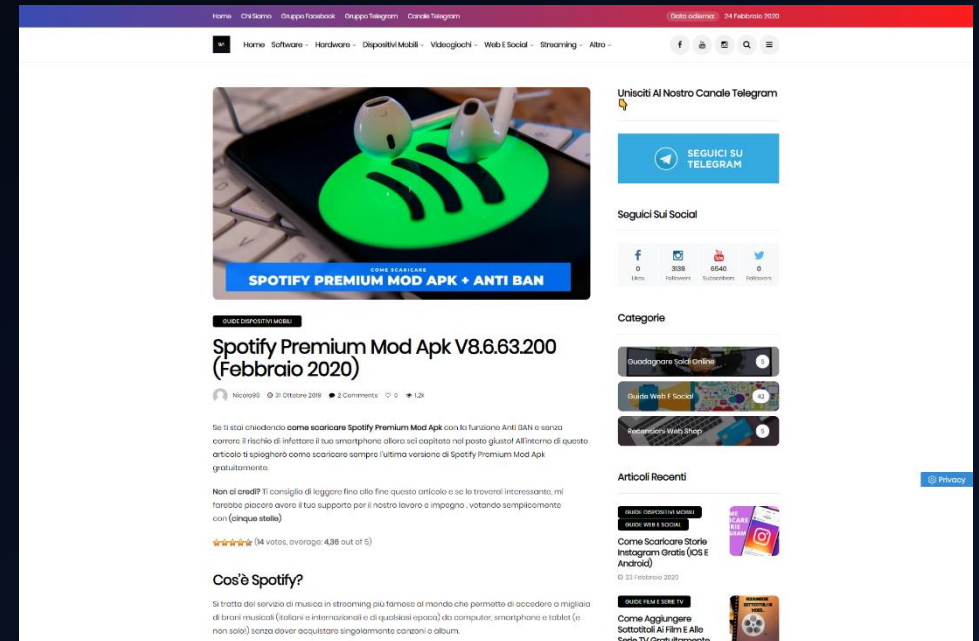 Home Chi Siamo Gruppo Facebook Gruppo Telegram Canale Telegram
Data odierna: 24 Febbraio 2020
Home Software Hardware Dispositivi Mobili Videogiochi Web E Social Streaming Altro
COME SCARICARE
SPOTIFY PREMIUM MOD APK + ANTI BAN
GUIDE DISPOSITIVI MOBILI
Spotify Premium Mod Apk V8.6.63.200
(Febbraio 2020)
31 Ottobre 2019 2 Comments 0 1.2k
Se ti stai chiedendo come scaricare Spotify Premium Mod Apk con la funzione Anti BAN e senza
correre il rischio di infettare il tuo smartphone allora sei capitato nel posto giusto! All'interno di questo
articolo ti spiegherò come scaricare sempre l'ultima versione di Spotify Premium Mod Apk
gratuitamente.
Non ci credi? Ti consiglio di leggere fino alla fine questo articolo e se lo troverai interessante, mi
farebbe piacere avere il tuo supporto per il nostro lavoro e impegno , votando semplicemente
con (cinque stelle)
(14 votes, average: 4,36 out of 5)
Cos'è Spotify?
Si tratta del servizio di musica in streaming più famoso al mondo che permette di accedere a migliaia
di brani musicali (italiani e internazionali e di qualsiasi epoca) da computer, smartphone e tablet (e
non solo!) senza dover acquistare singolarmente canzoni o album.
Unisciti Al Nostro Canale Telegram
SEGUICI SU
TELEGRAM
Seguici Sui Social
0 3139 6540 0
Likes Followers Subscribers Followers
Categorie
Guadagnare Soldi Online 5
Guide Web E Social 42
Recensioni Web Shop 5
Articoli Recenti
GUIDE DISPOSITIVI MOBILI
GUIDE WEB E SOCIAL
Come Scaricare Storie
Instagram Gratis (IOS E
Android)
23 Febbraio 2020
GUIDE FILM E SERIE TV
Come Aggiungere
Sottotitoli Ai Film E Alle
Serie TV Gratuitamente
Privacy